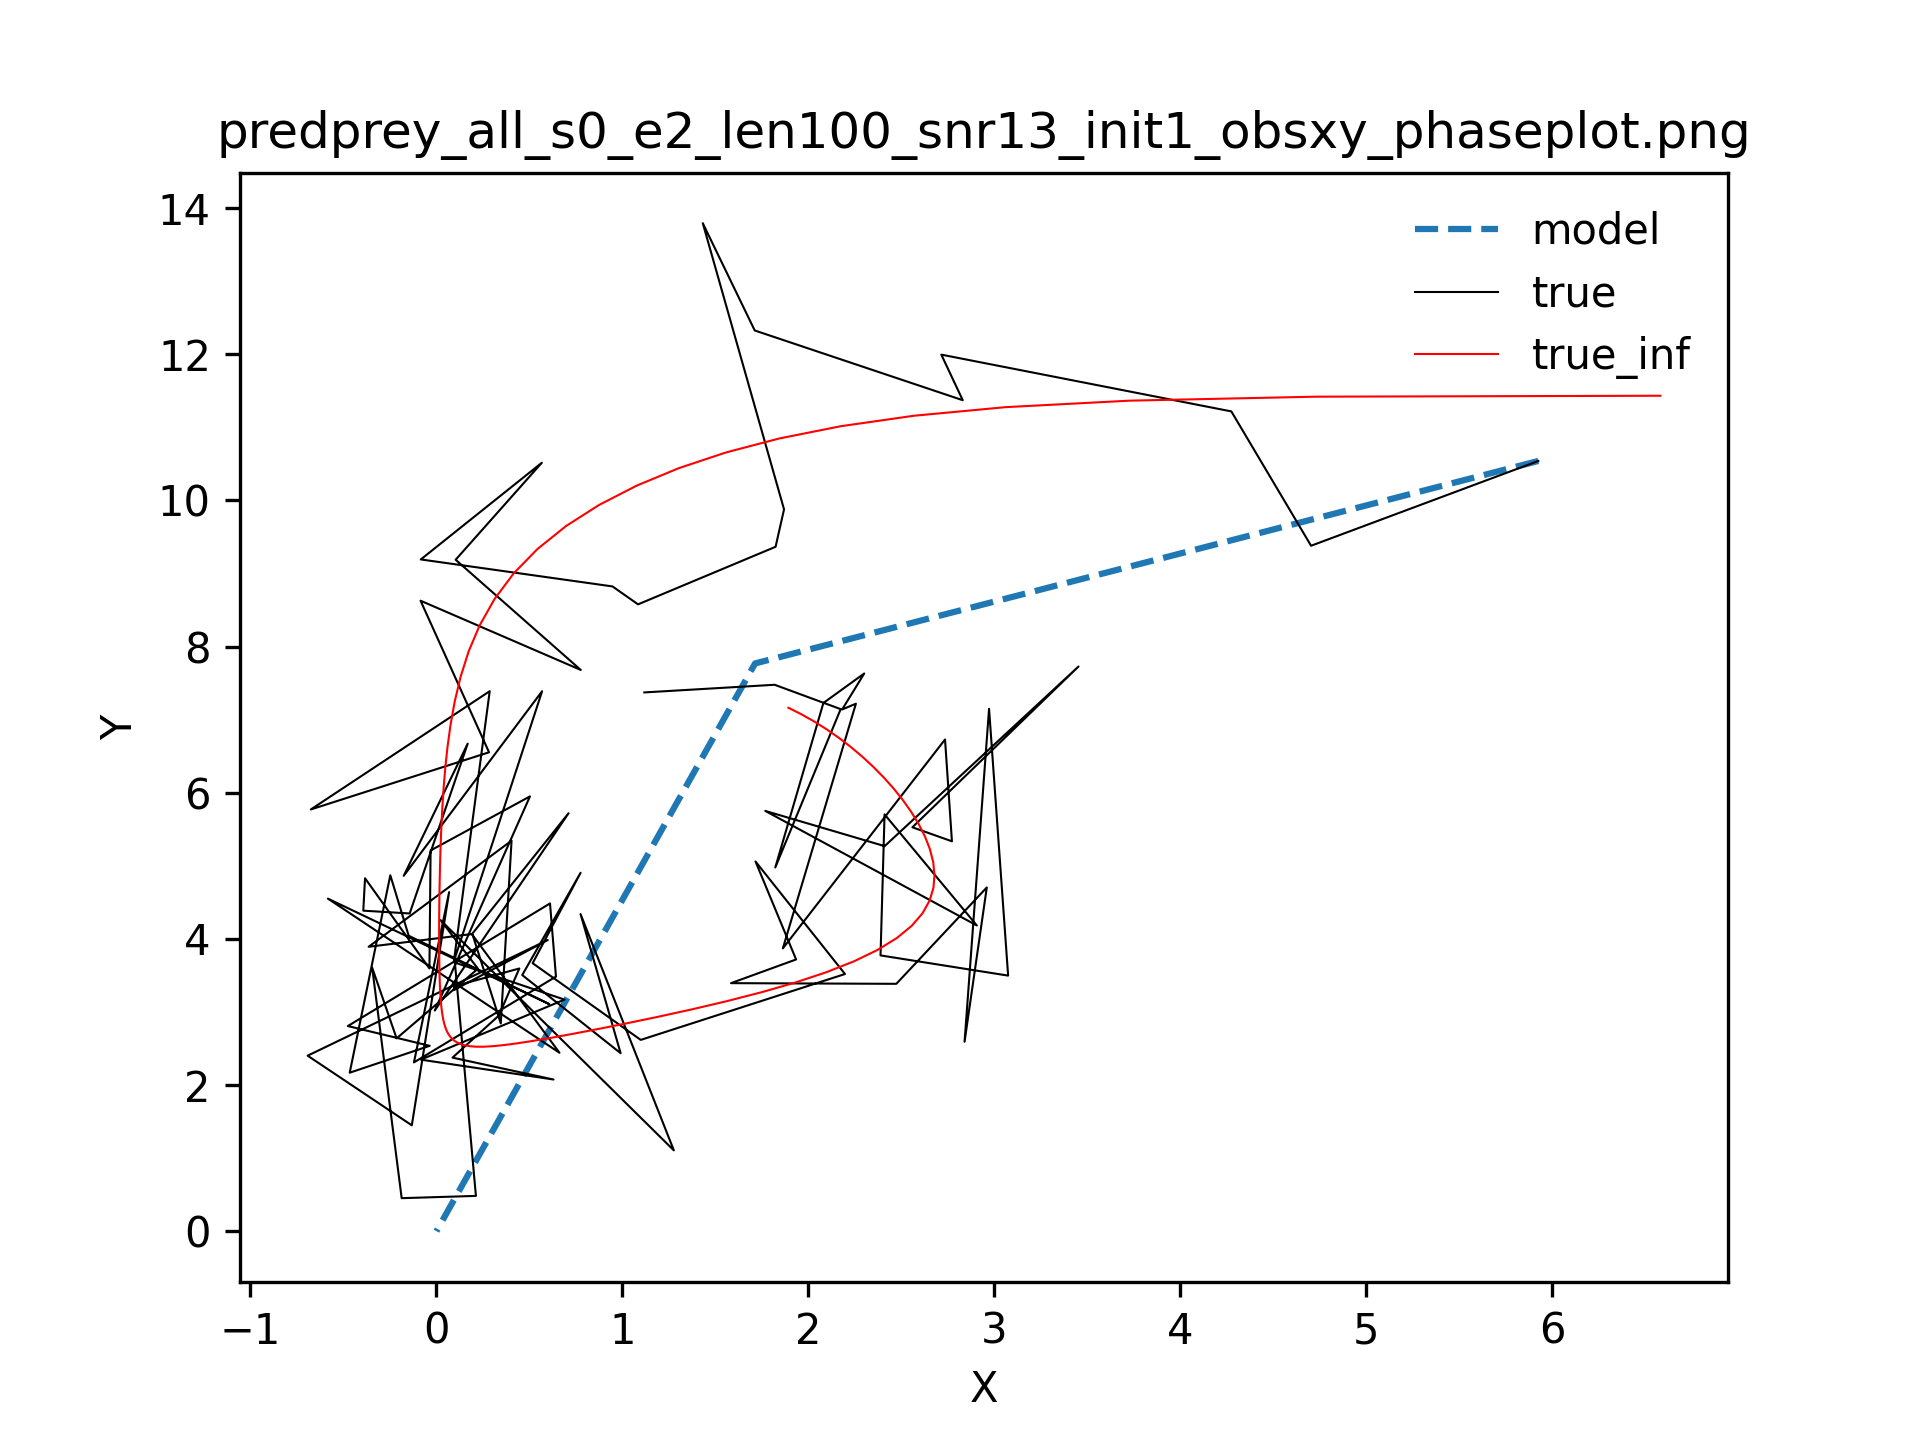 predprey_all_s0_e2_len100_snr13_init1_obsxy_phaseplot.png
model
true
true_inf
14
12
10
8
6
4
2
0
Y
−1
0
1
2
3
4
5
6
X